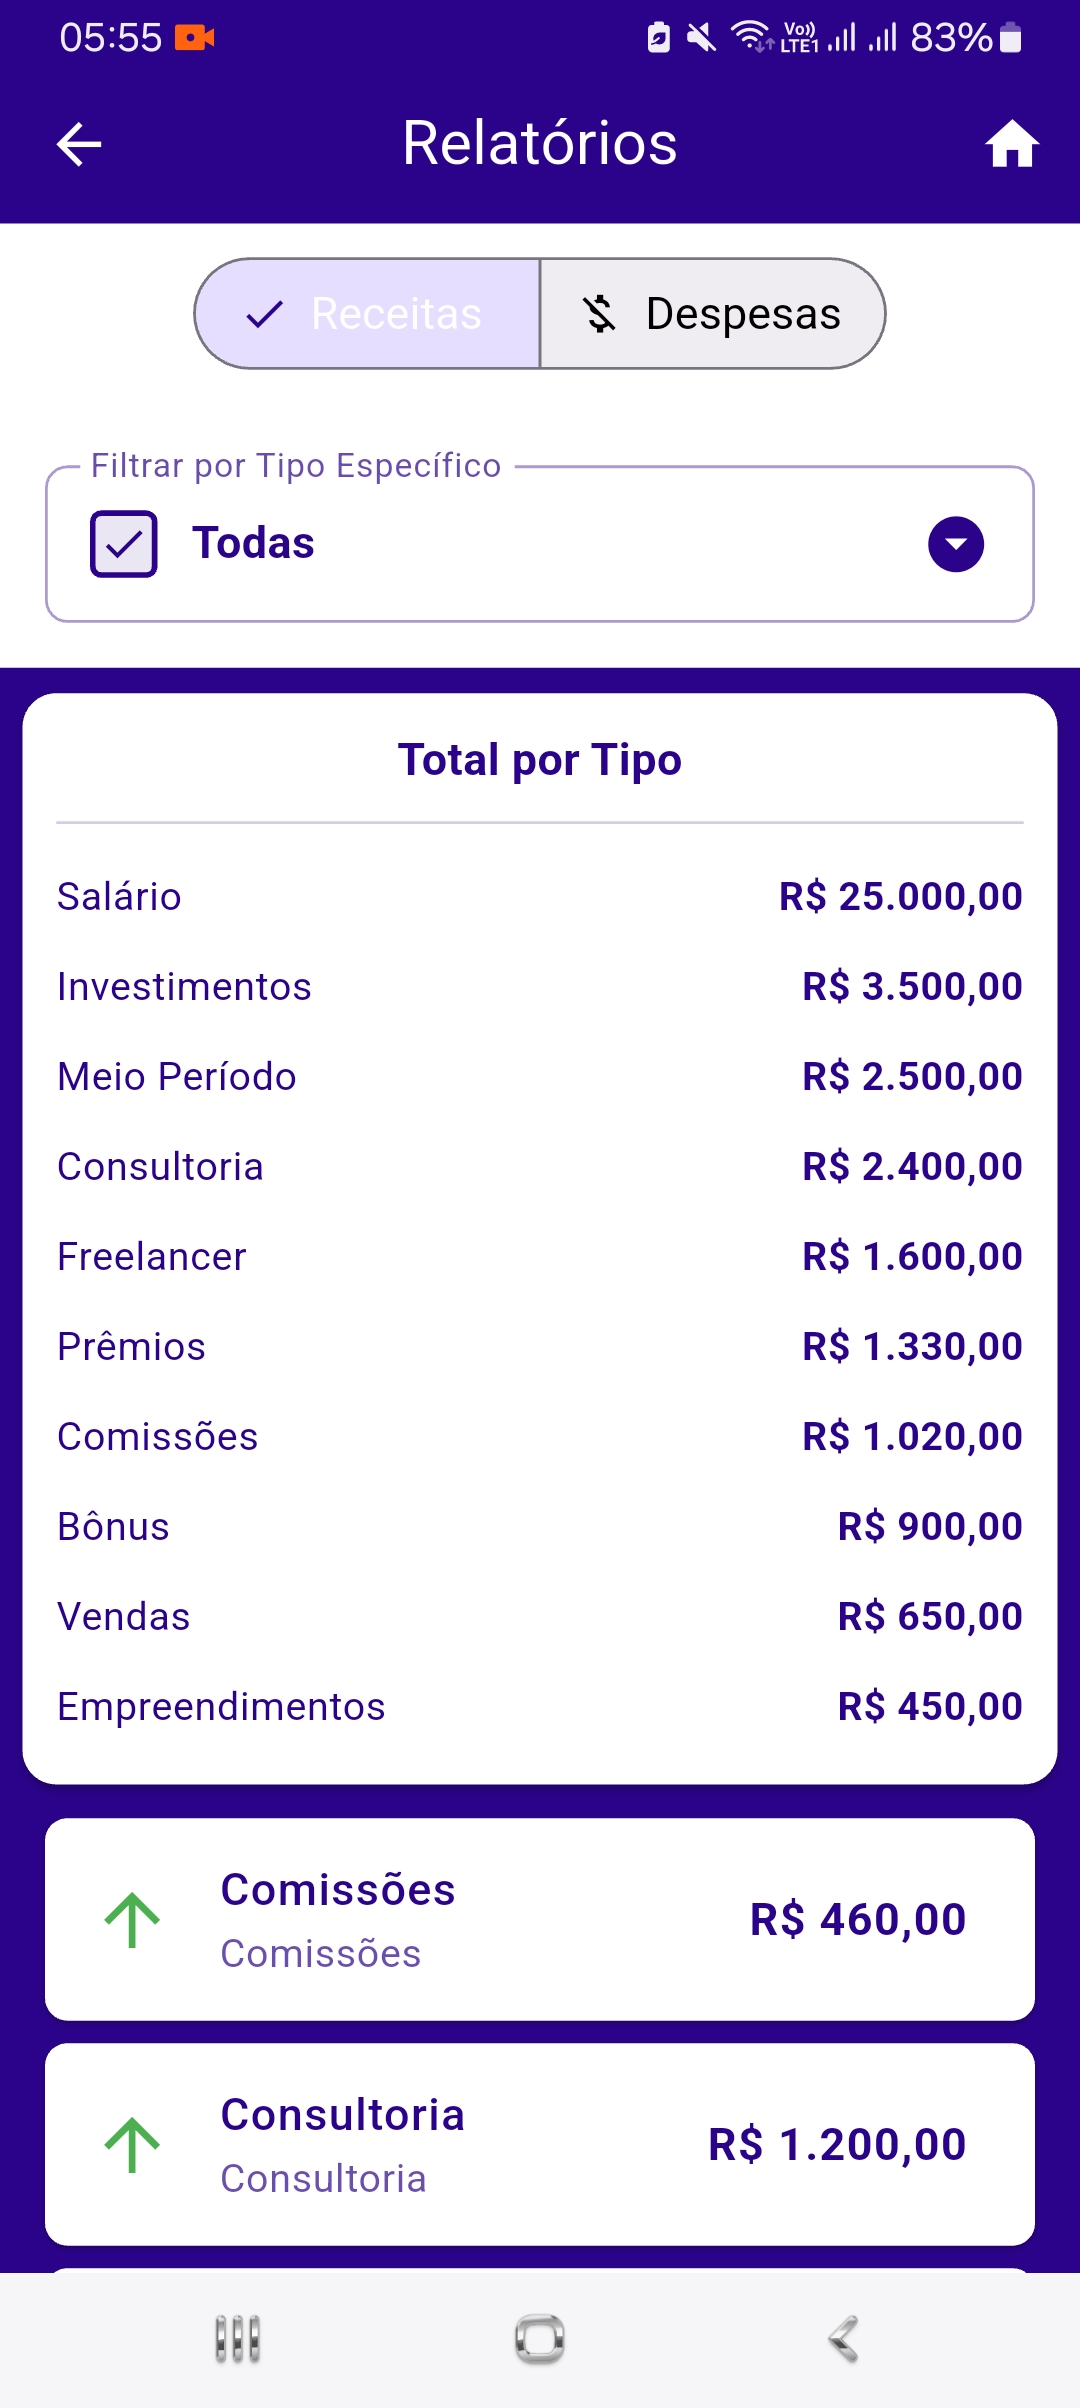 05:55 Vo)) LTE1 83%
Relatórios
Receitas Despesas
Filtrar por Tipo Específico
Todas
Total por Tipo
Salário R$ 25.000,00
Investimentos R$ 3.500,00
Meio Período R$ 2.500,00
Consultoria R$ 2.400,00
Freelancer R$ 1.600,00
Prêmios R$ 1.330,00
Comissões R$ 1.020,00
Bônus R$ 900,00
Vendas R$ 650,00
Empreendimentos R$ 450,00
Comissões
Comissões R$ 460,00
Consultoria
Consultoria R$ 1.200,00